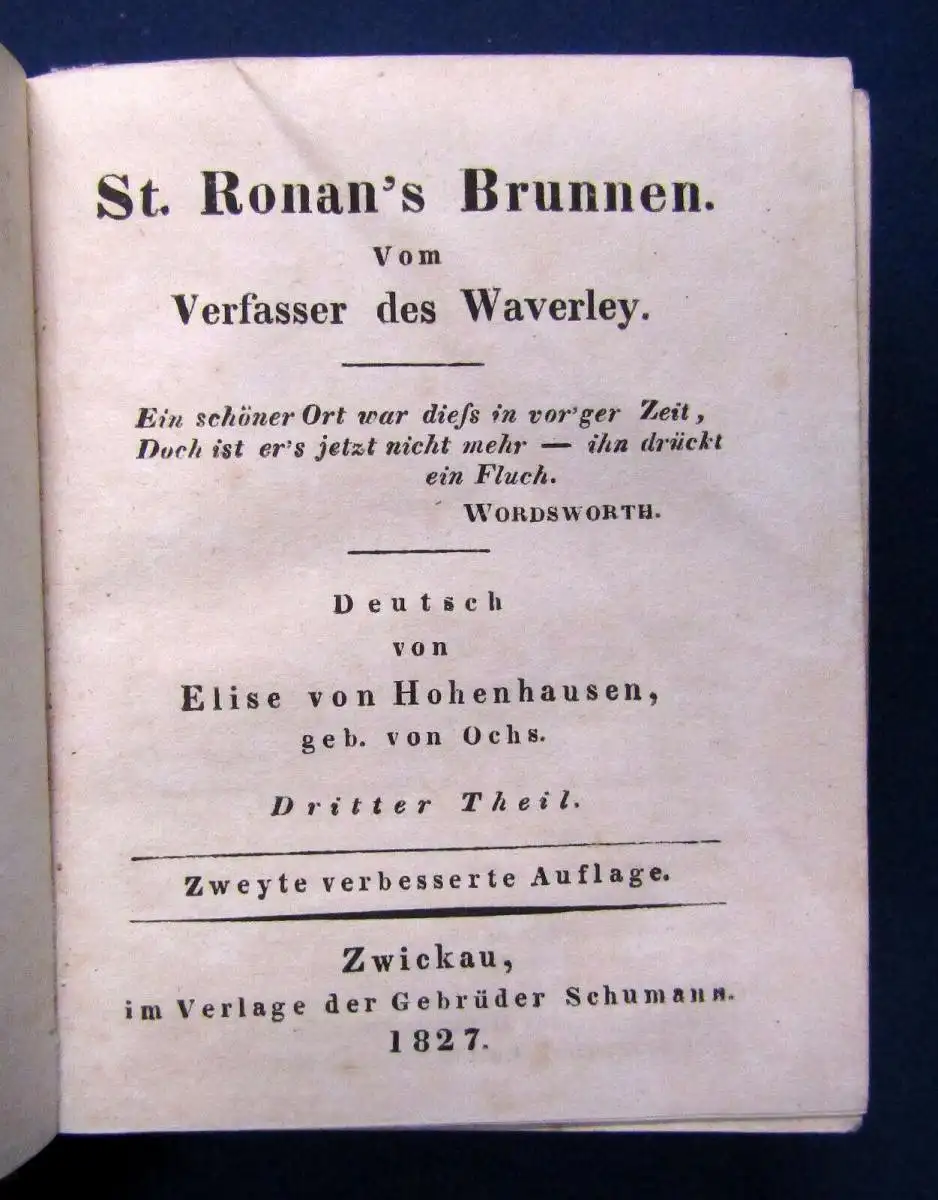 St. Ronan's Brunnen.
Vom
Verfasser des Waverley.
Ein schöner Ort war dieſs in vor'ger Zeit,
Doch ist er's jetzt nicht mehr — ihn drückt
ein Fluch.
WORDSWORTH.
Deutsch
von
Elise von Hohenhausen,
geb. von Ochs.
Dritter Theil.
Zweyte verbesserte Auflage.
Zwickau,
im Verlage der Gebrüder Schumann.
1827.